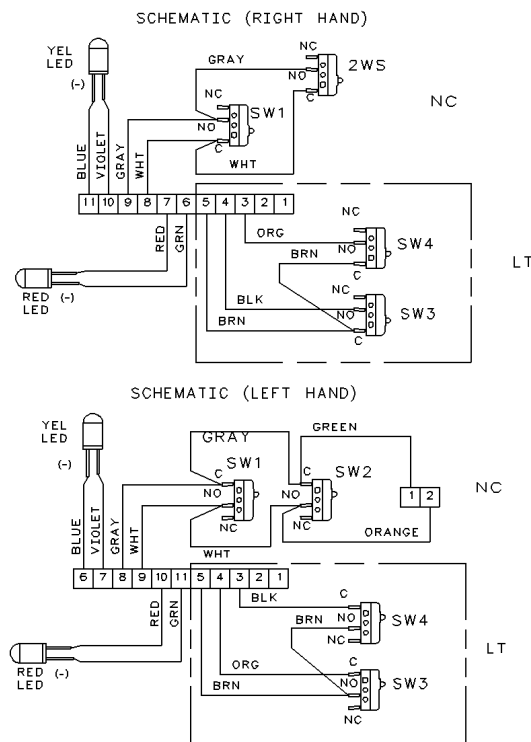 SCHEMATIC (RIGHT HAND)
YEL
LED
(-)
GRAY
NC
NO
C
2WS
NC
NC
SW1
NO
C
WHT
BLUE
VIOLET
GRAY
WHT
11 10 9 8 7 6 5 4 3 2 1
RED
GRN
ORG
NC
NO
C
SW4
BRN
LT
NC
BLK
NO
SW3
BRN
C
RED
LED
(-)
SCHEMATIC (LEFT HAND)
YEL
LED
(-)
GRAY
GREEN
C
SW1
NO
NC
C
SW2
NO
NC
1 2
NC
ORANGE
WHT
BLUE
VIOLET
GRAY
WHT
6 7 8 9 10 11 5 4 3 2 1
RED
GRN
BLK
C
BRN
NO
SW4
NC
LT
ORG
C
BRN
NO
SW3
NC
RED
LED
(-)